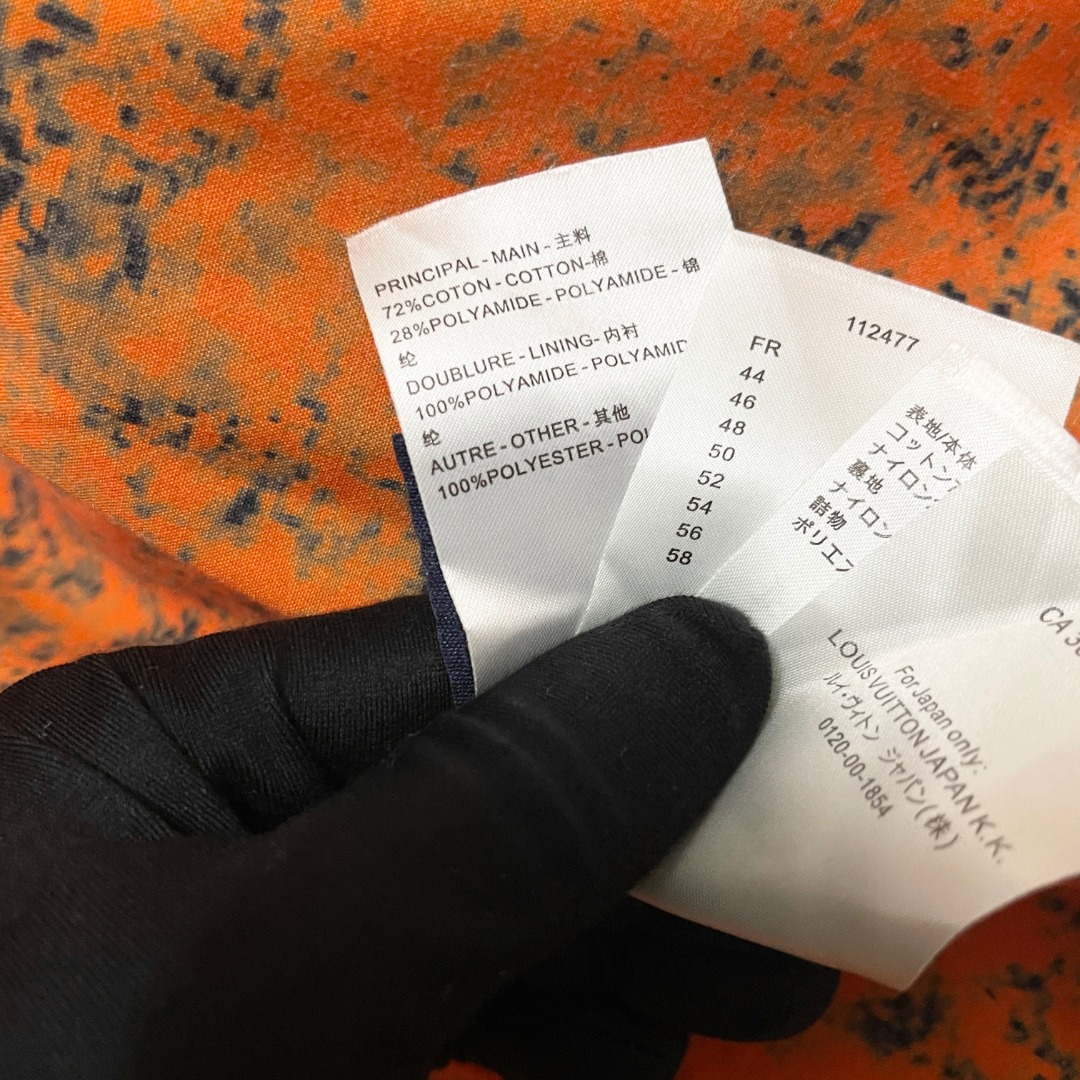 PRINCIPAL - MAIN - 主料
72%COTON - COTTON-棉
28%POLYAMIDE - POLYAMIDE - 锦
纶
DOUBLURE - LINING- 内衬
100%POLYAMIDE - POLYAMID
纶
AUTRE - OTHER - 其他
100%POLYESTER - POL
112477
FR
44
46
48
50
52
54
56
58
表地/本体
コットン
ナイロン
裏地
ナイロン
詰物
ポリエ
CA 
For Japan only:
LOUIS VUITTON JAPAN K.K.
ルイ・ヴィトン ジャパン(株)
0120-00-1854